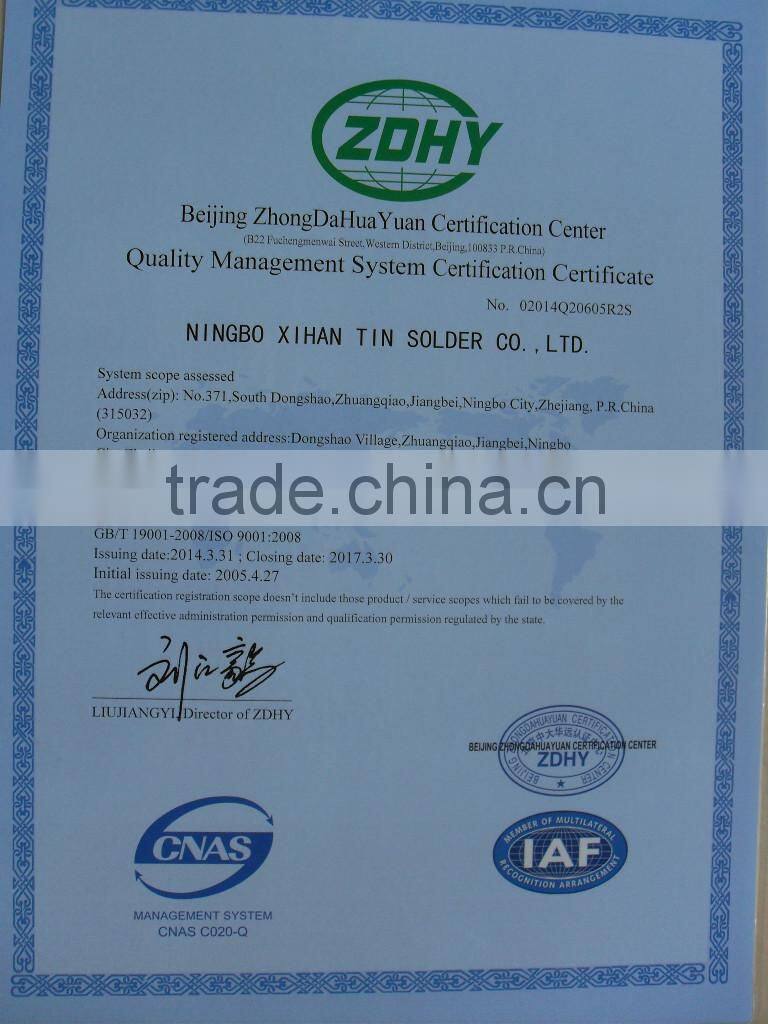 ZDHY
Beijing ZhongDaHuaYuan Certification Center
(B22 Fuchengmenwai Street,Western District,Beijing,100833 P.R.China)
Quality Management System Certification Certificate
No. 02014Q20605R2S
NINGBO XIHAN TIN SOLDER CO.,LTD.
System scope assessed
Address(zip): No.371,South Dongshao,Zhuangqiao,Jiangbei,Ningbo City,Zhejiang, P.R.China
(315032)
Organization registered address:Dongshao Village,Zhuangqiao,Jiangbei,Ningbo
trade.china.cn
GB/T 19001-2008/ISO 9001:2008
Issuing date:2014.3.31 ; Closing date: 2017.3.30
Initial issuing date: 2005.4.27
The certification registration scope doesn't include those product / service scopes which fail to be covered by the
relevant effective administration permission and qualification permission regulated by the state.
LIUJIANGYI,Director of ZDHY
BEIJING ZHONGDAHUAYUAN CERTIFICATION CENTER
BEIJING ZHONGDAHUAYUAN CERTIFICATION CENTER
ZDHY
CNAS
MANAGEMENT SYSTEM
CNAS C020-Q
MEMBER OF MULTILATERAL
IAF
RECOGNITION ARRANGEMENT